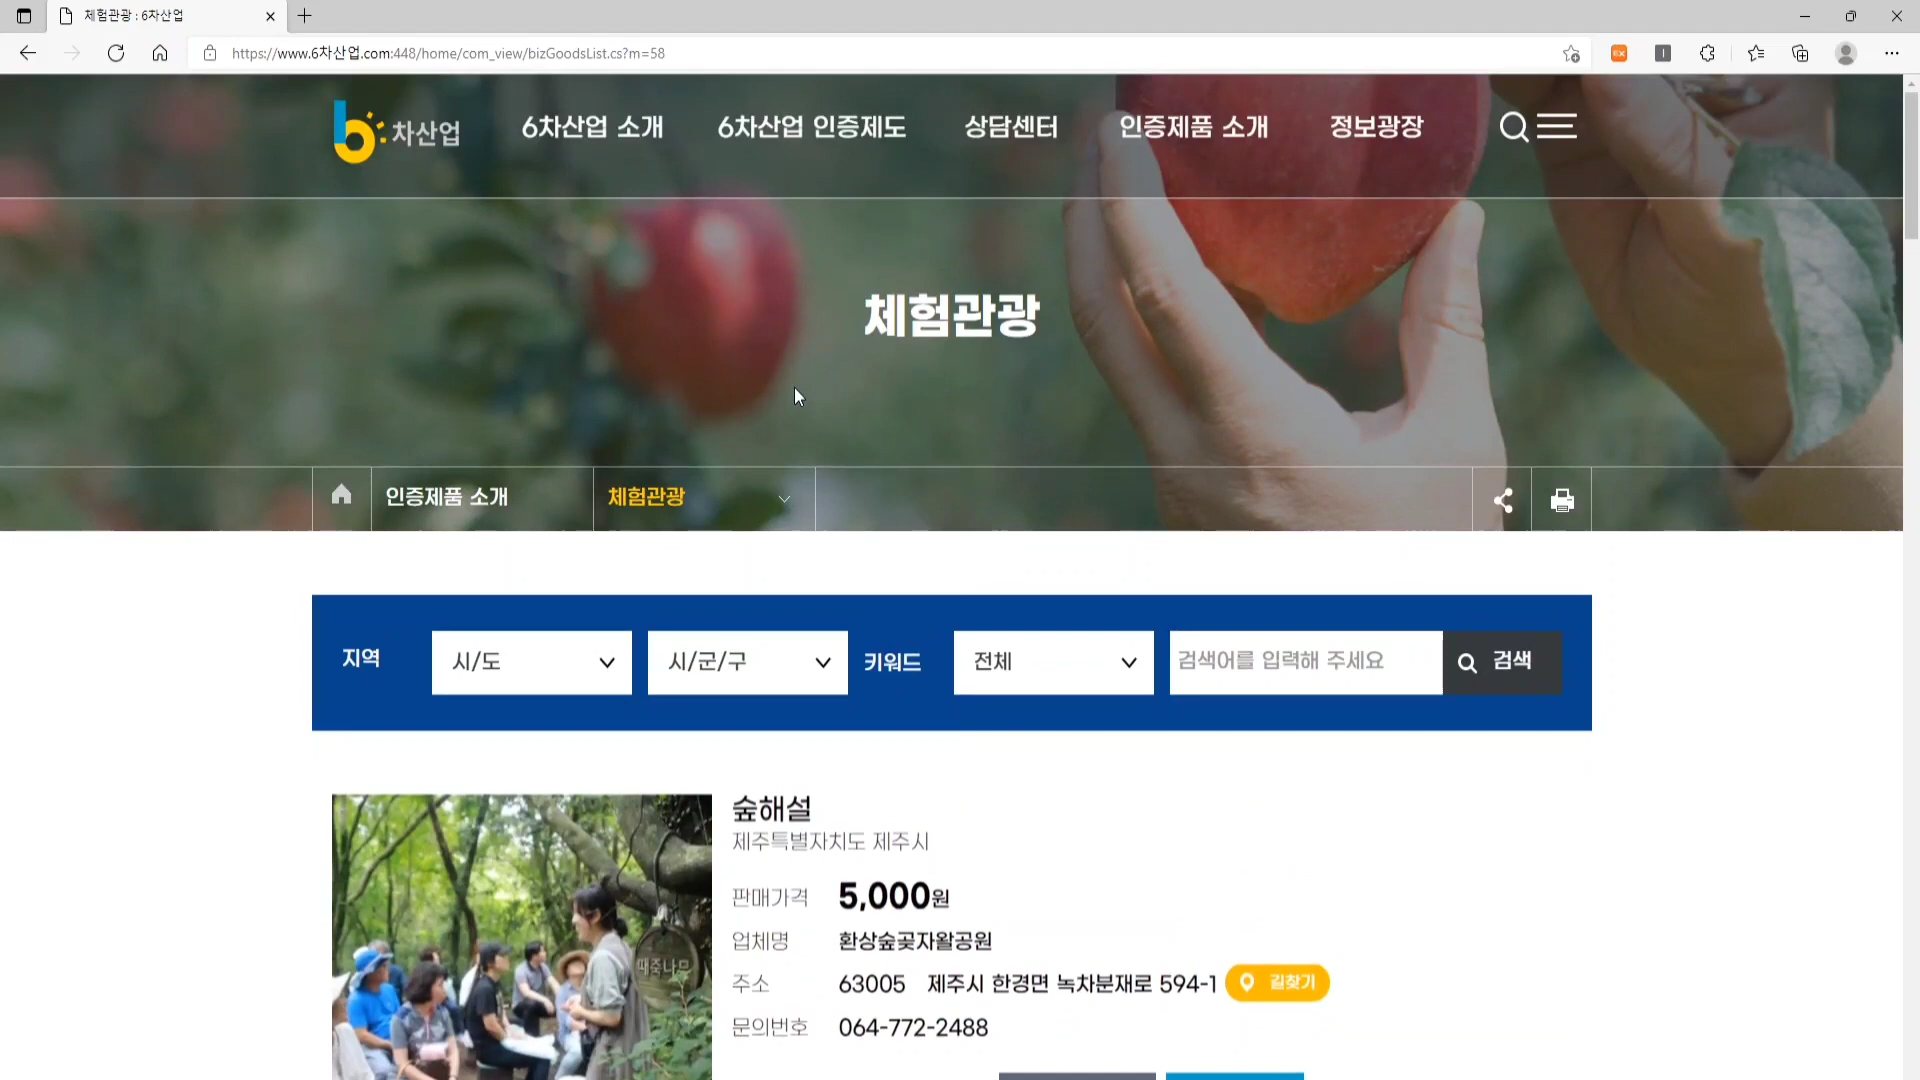 체험관광 : 6차산업
https://www.6차산업.com:448/home/com_view/bizGoodsList.cs?m=58
차산업
6차산업 소개
6차산업 인증제도
상담센터
인증제품 소개
정보광장
체험관광
인증제품 소개
체험관광
지역
시/도
시/군/구
키워드
전체
검색어를 입력해 주세요
검색
숲해설
제주특별자치도 제주시
판매가격 5,000원
업체명 환상숲곶자왈공원
주소 63005 제주시 한경면 녹차분재로 594-1 길찾기
문의번호 064-772-2488
때죽나무